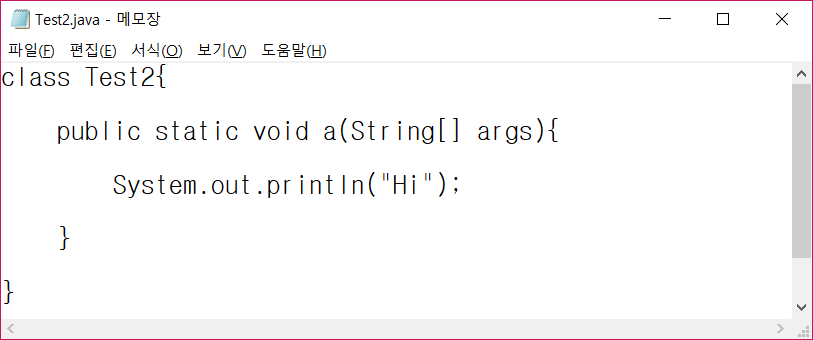 Test2.java - 메모장
파일(F) 편집(E) 서식(O) 보기(V) 도움말(H)
class Test2{
public static void a(String[] args){
System.out.println("Hi");
}
}